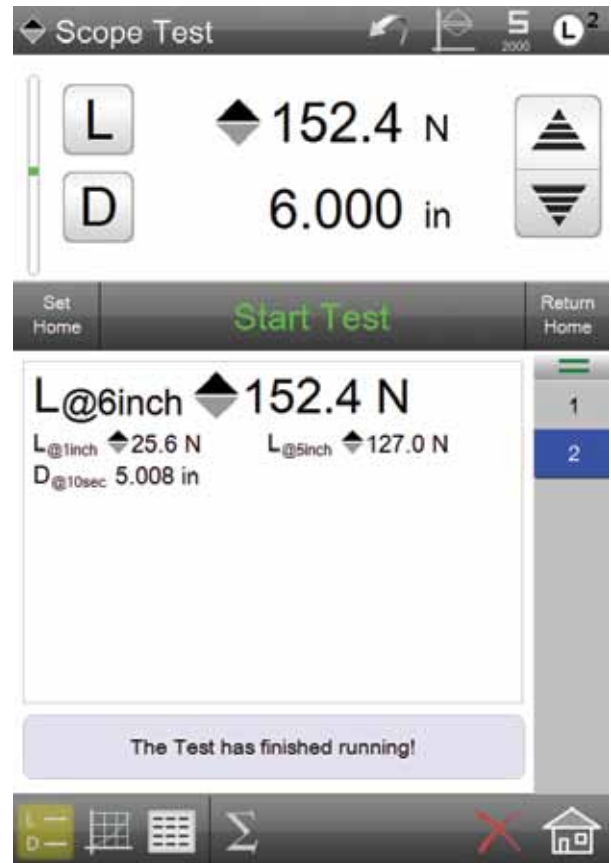 Scope Test
S
2000
L 2
L
152.4 N
D
6.000 in
Set
Home
Start Test
Return
Home
L@6inch 152.4 N
L@1inch 25.6 N L@5inch 127.0 N
D@10sec 5.008 in
1
2
The Test has finished running!
L
D
Σ